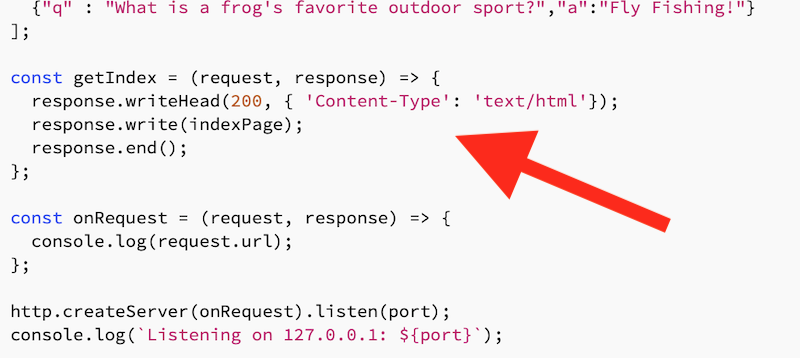 {"q" : "What is a frog's favorite outdoor sport?","a":"Fly Fishing!"}
];
const getIndex = (request, response) => {
response.writeHead(200, { 'Content-Type': 'text/html'});
response.write(indexPage);
response.end();
};
const onRequest = (request, response) => {
console.log(request.url);
};
http.createServer(onRequest).listen(port);
console.log(`Listening on 127.0.0.1: ${port}`);